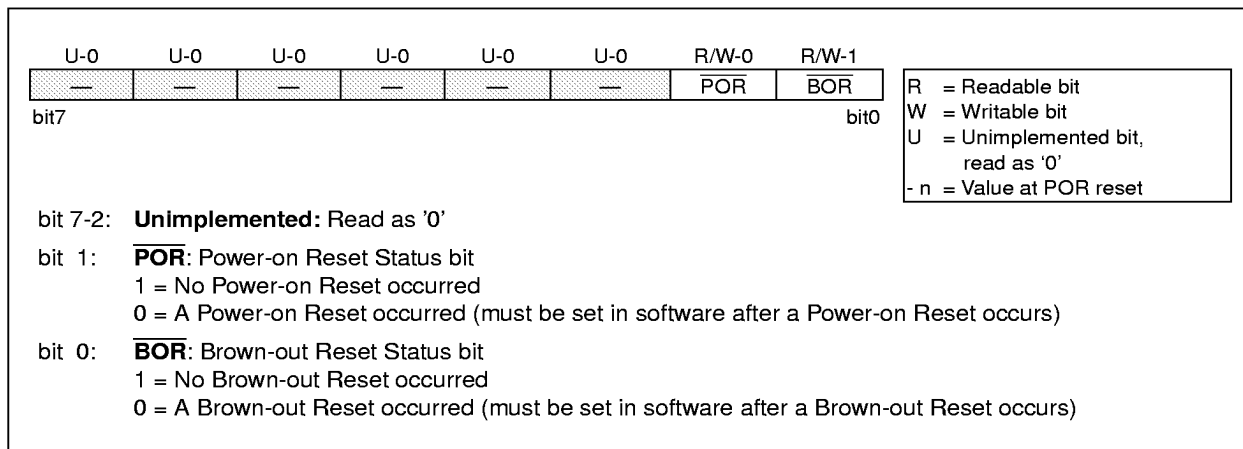 U-0 U-0 U-0 U-0 U-0 U-0 R/W-0 R/W-1
— — — — — — P̅O̅R̅ B̅O̅R̅
bit7 bit0
R = Readable bit
W = Writable bit
U = Unimplemented bit,
read as ‘0’
- n = Value at POR reset
bit 7-2: Unimplemented: Read as '0'
bit 1: P̅O̅R̅: Power-on Reset Status bit
1 = No Power-on Reset occurred
0 = A Power-on Reset occurred (must be set in software after a Power-on Reset occurs)
bit 0: B̅O̅R̅: Brown-out Reset Status bit
1 = No Brown-out Reset occurred
0 = A Brown-out Reset occurred (must be set in software after a Brown-out Reset occurs)